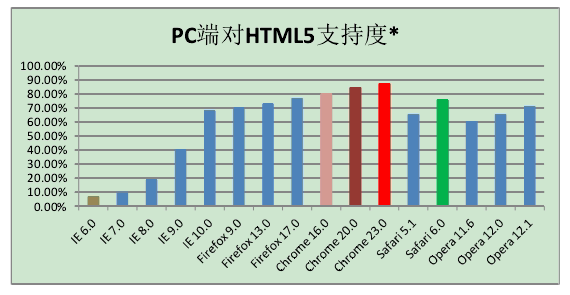 PC端对HTML5支持度*
100.00%
90.00%
80.00%
70.00%
60.00%
50.00%
40.00%
30.00%
20.00%
10.00%
0.00%
IE 6.0
IE 7.0
IE 8.0
IE 9.0
IE 10.0
Firefox 9.0
Firefox 13.0
Firefox 17.0
Chrome 16.0
Chrome 20.0
Chrome 23.0
Safari 5.1
Safari 6.0
Opera 11.6
Opera 12.0
Opera 12.1